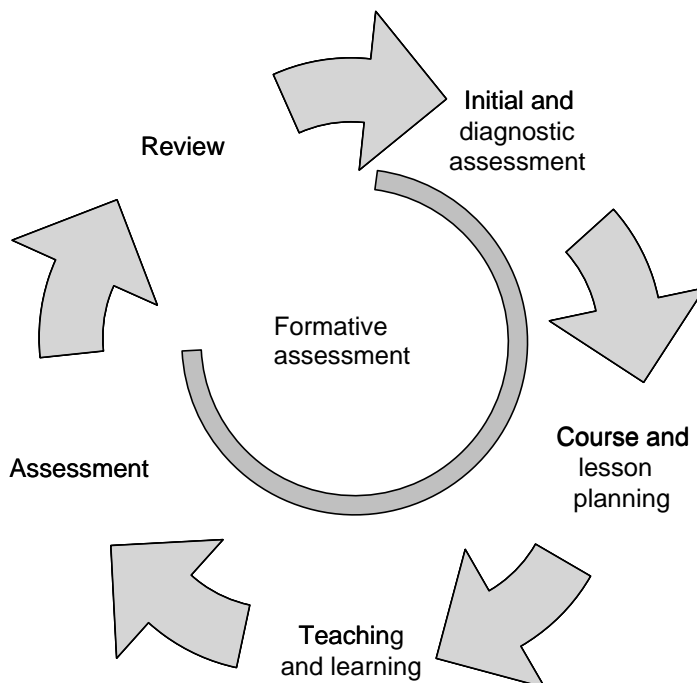 Initial and
diagnostic
assessment
Review
Formative
assessment
Course and
lesson
planning
Assessment
Teaching
and learning